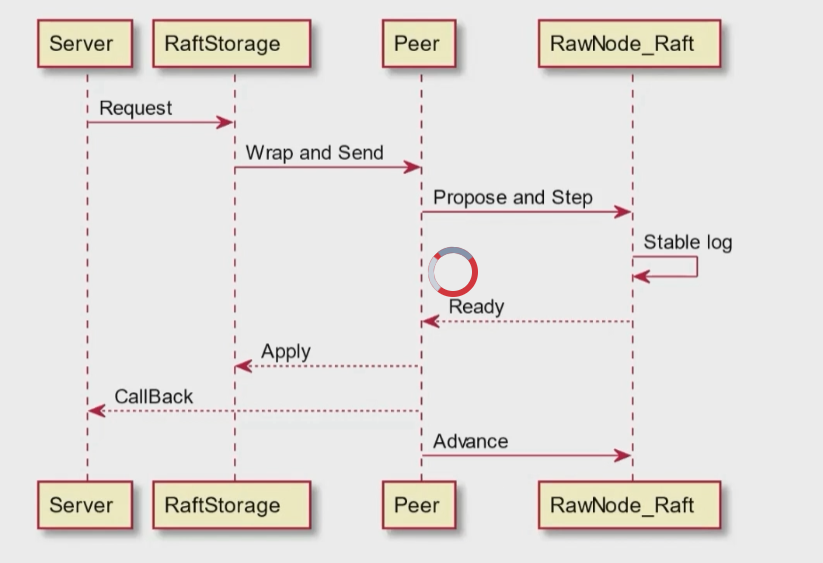 Server
RaftStorage
Peer
RawNode_Raft
Request
Wrap and Send
Propose and Step
Stable log
Ready
Apply
CallBack
Advance
Server
RaftStorage
Peer
RawNode_Raft